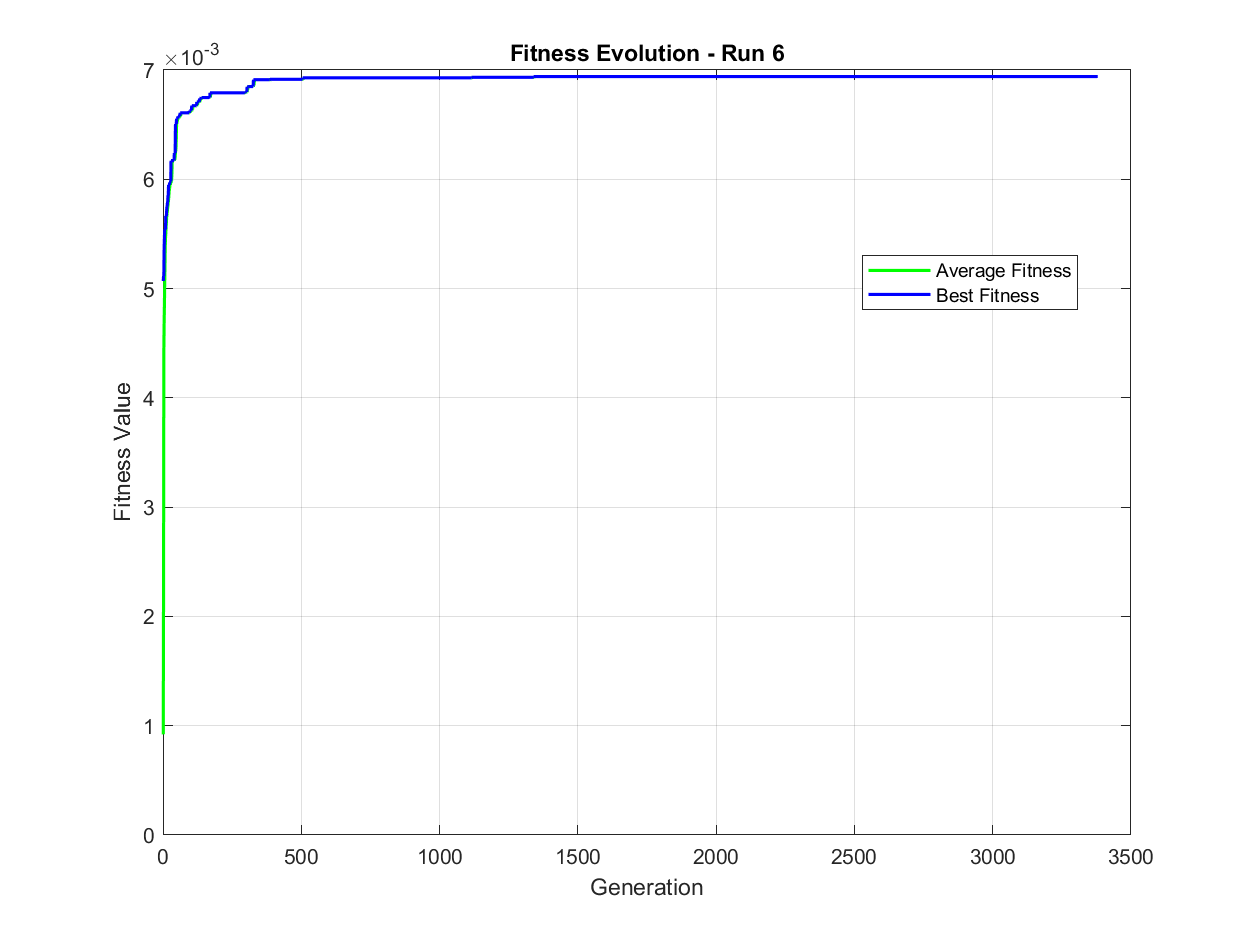 Fitness Evolution - Run 6
×10-3
7
6
5
4
3
2
1
0
Fitness Value
Average Fitness
Best Fitness
0 500 1000 1500 2000 2500 3000 3500
Generation